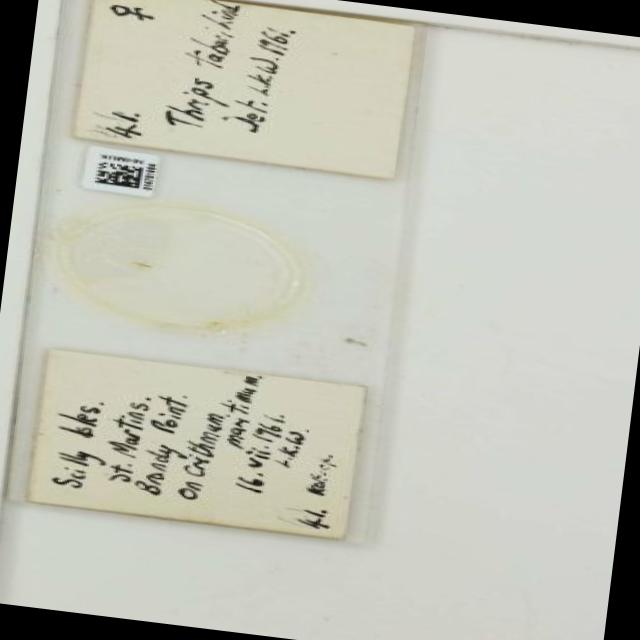 ♀
Thrips tabaci Lind
det. I.K.W. 1961.
4.1.
Scilly Isles.
St. Martins.
Brandy Point.
On Crithmum
maritimum
16.vii.1961.
4.1.